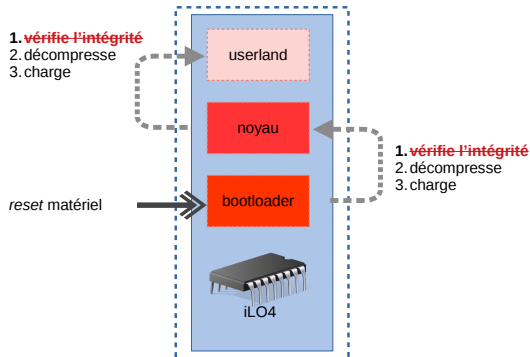 1. vérifie l'intégrité
2. décompresse
3. charge
userland
noyau
1. vérifie l'intégrité
2. décompresse
3. charge
reset matériel
bootloader
iLO4